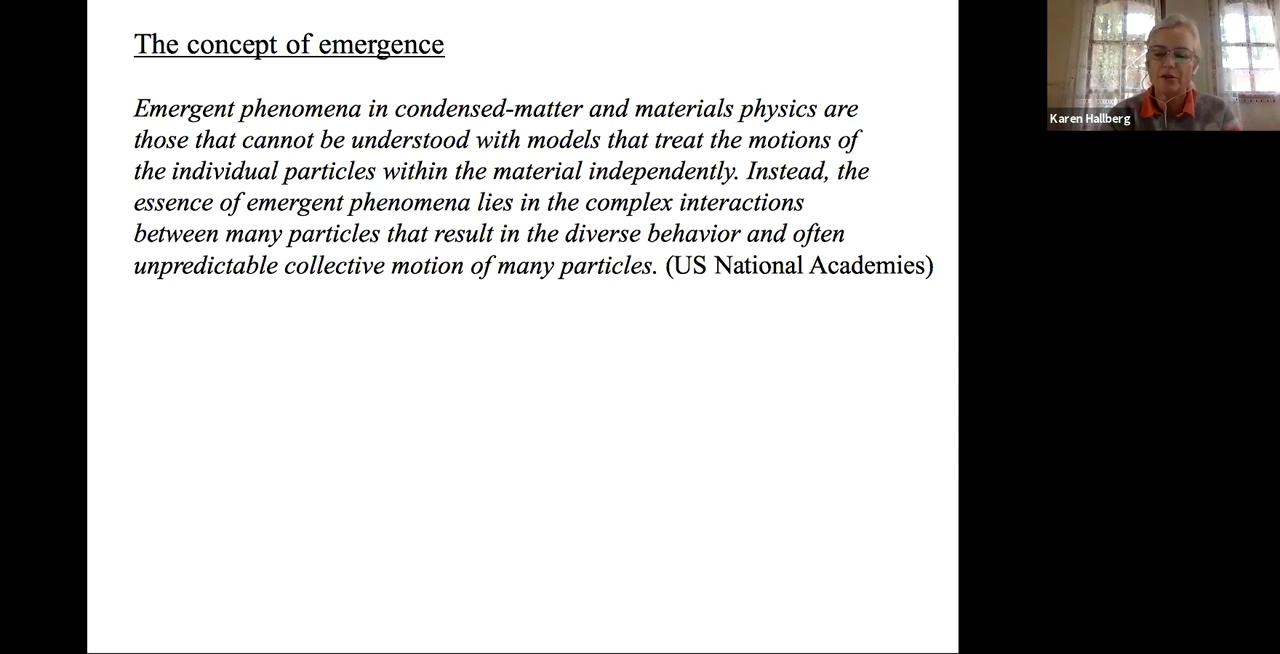 The concept of emergence
Emergent phenomena in condensed-matter and materials physics are
those that cannot be understood with models that treat the motions of
the individual particles within the material independently. Instead, the
essence of emergent phenomena lies in the complex interactions
between many particles that result in the diverse behavior and often
unpredictable collective motion of many particles. (US National Academies)
Karen Hallberg